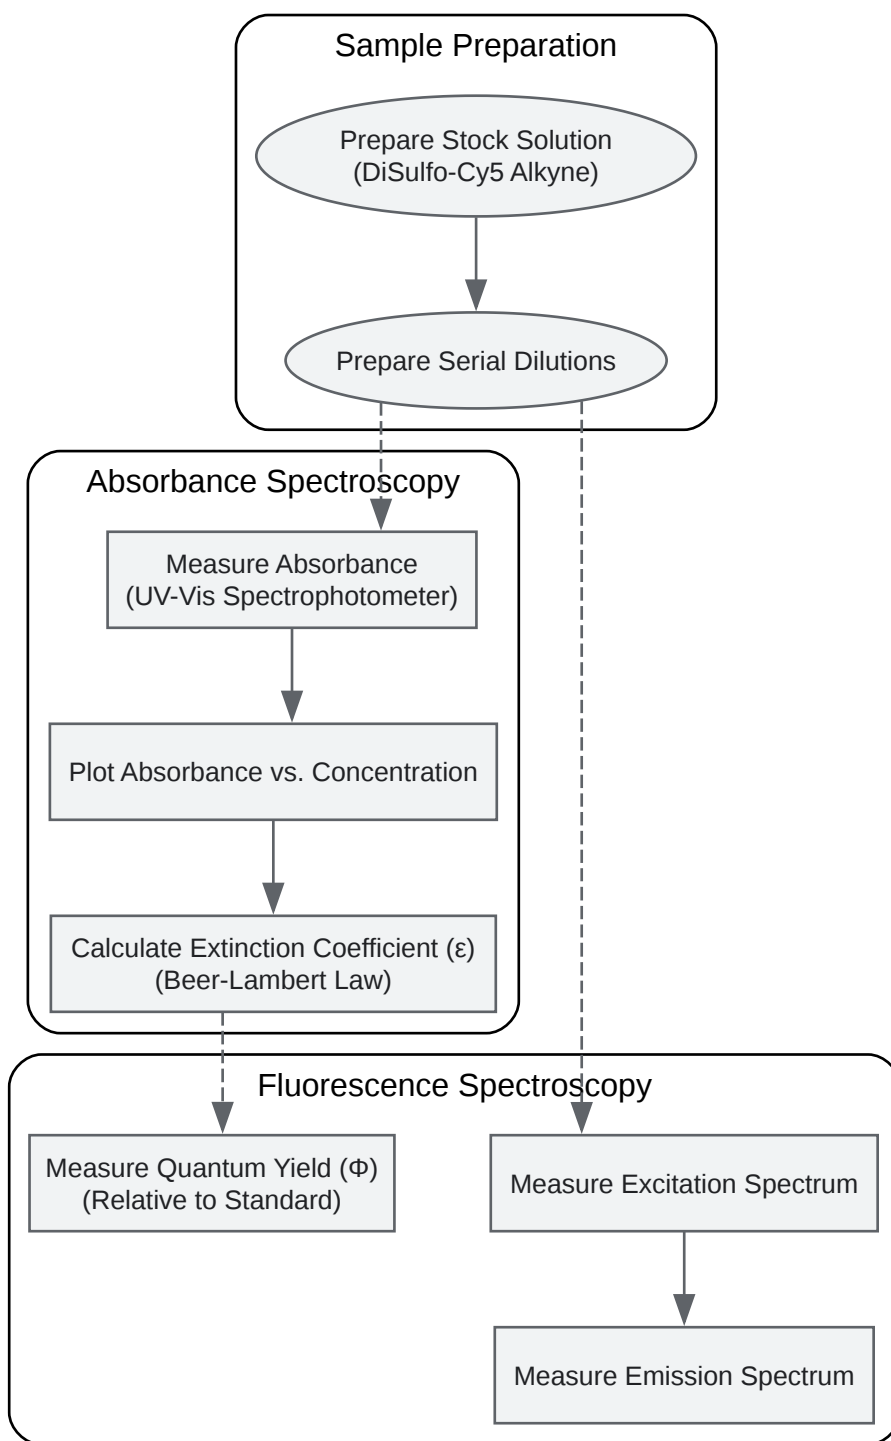 Sample Preparation
Prepare Stock Solution
(DiSulfo-Cy5 Alkyne)
Prepare Serial Dilutions
Absorbance Spectroscopy
Measure Absorbance
(UV-Vis Spectrophotometer)
Plot Absorbance vs. Concentration
Calculate Extinction Coefficient (ε)
(Beer-Lambert Law)
Fluorescence Spectroscopy
Measure Quantum Yield (Φ)
(Relative to Standard)
Measure Excitation Spectrum
Measure Emission Spectrum